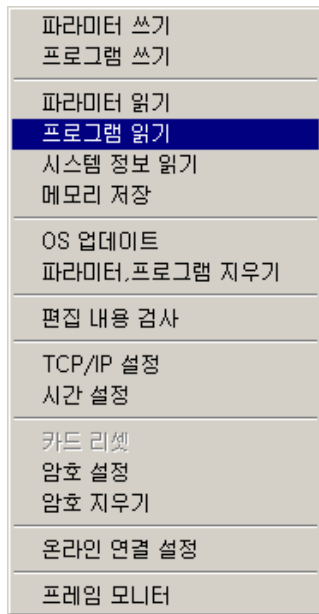 파라미터 쓰기
프로그램 쓰기
파라미터 읽기
프로그램 읽기
시스템 정보 읽기
메모리 저장
OS 업데이트
파라미터,프로그램 지우기
편집 내용 검사
TCP/IP 설정
시간 설정
카드 리셋
암호 설정
암호 지우기
온라인 연결 설정
프레임 모니터